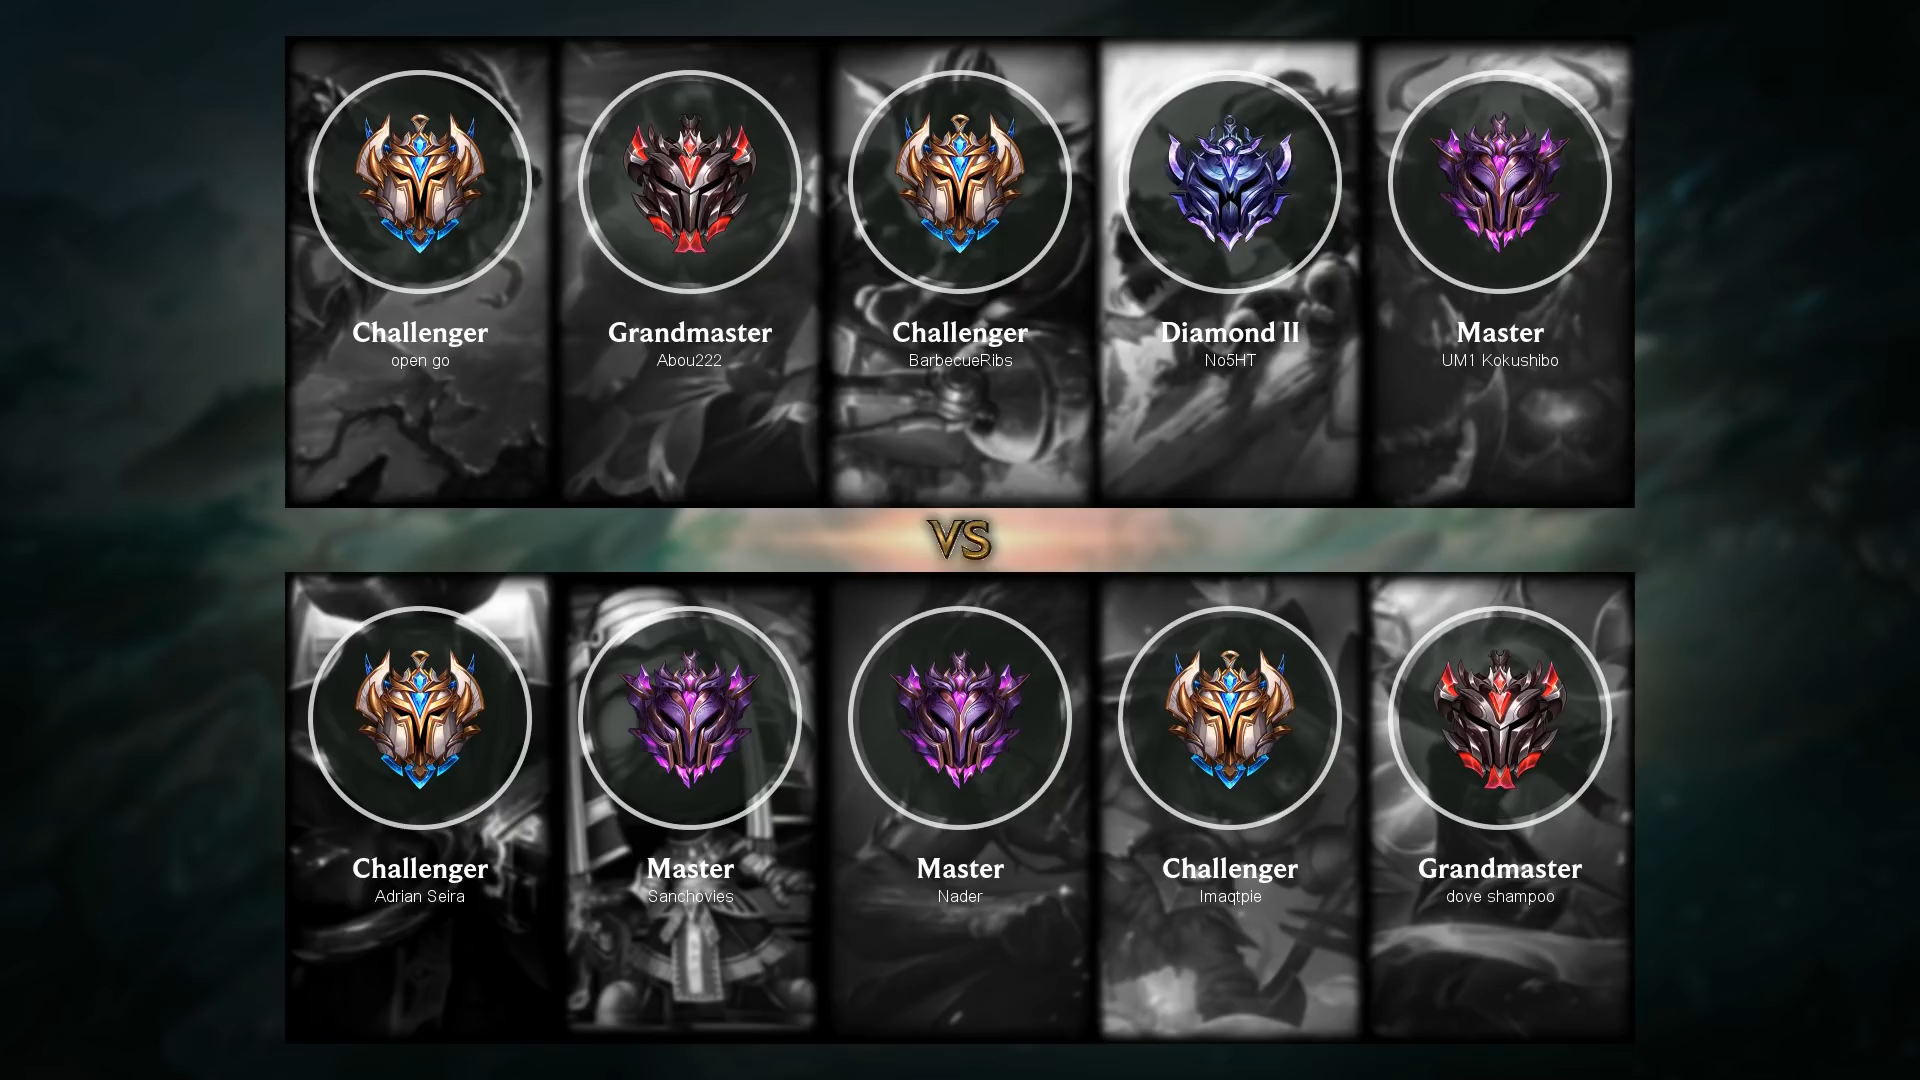 Challenger
open go
Grandmaster
Abou222
Challenger
BarbecueRibs
Diamond II
No5HT
Master
UM1 Kokushibo
VS
Challenger
Adrian Seira
Master
Sanchovies
Master
Nader
Challenger
Imaqtpie
Grandmaster
dove shampoo